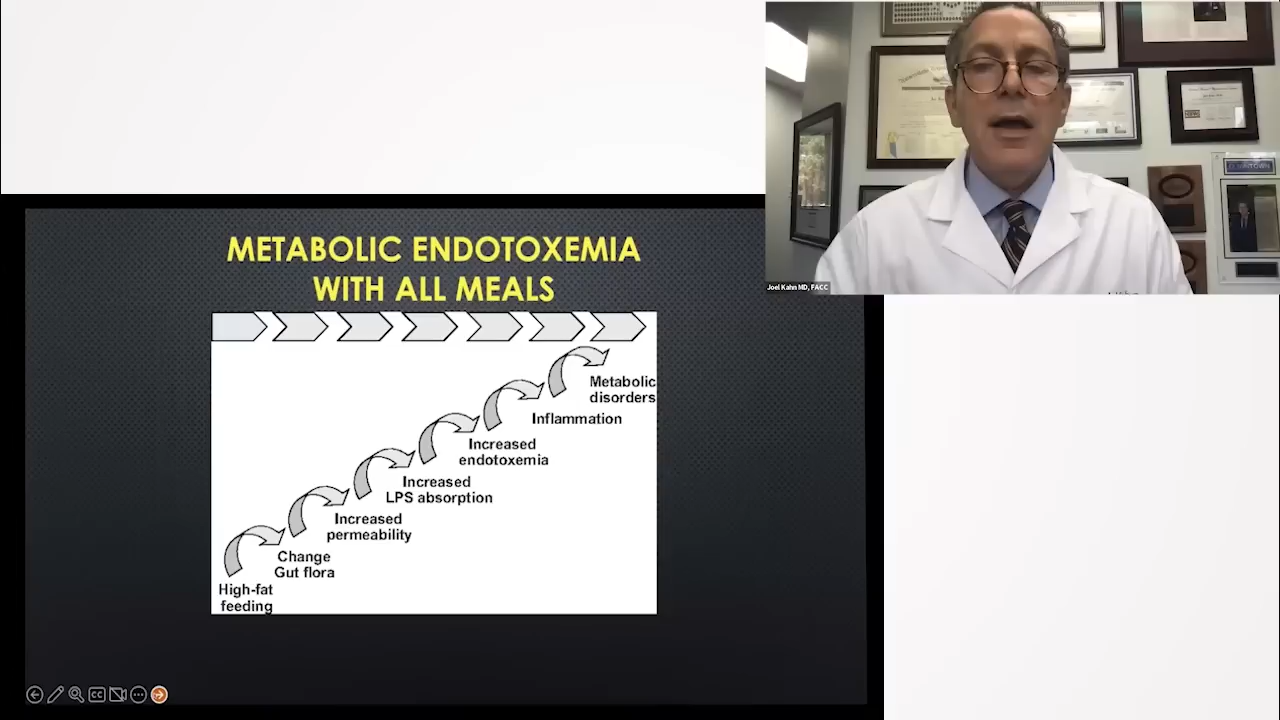 METABOLIC ENDOTOXEMIA
WITH ALL MEALS
Metabolic
disorders
Inflammation
Increased
endotoxemia
Increased
LPS absorption
Increased
permeability
Change
Gut flora
High-fat
feeding
CC
Joel Kahn MD, FACC